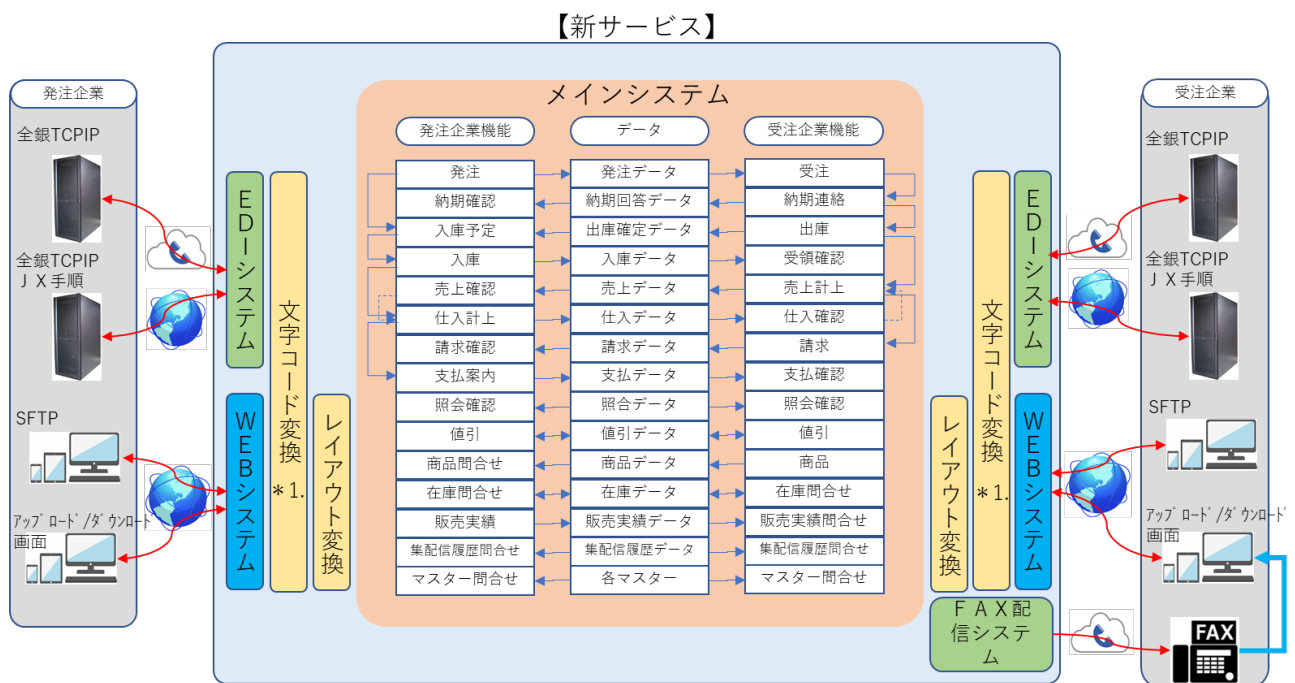 【新サービス】
発注企業
全銀TCPIP
全銀TCPIP
ＪＸ手順
SFTP
ｱｯﾌﾟﾛｰﾄﾞ/ﾀﾞｳﾝﾛｰﾄﾞ
画面
EDIシステム
WEBシステム
文字コード変換
＊1.
レイアウト変換
メインシステム
発注企業機能 データ 受注企業機能
発注 発注データ 受注
納期確認 納期回答データ 納期連絡
入庫予定 出庫確定データ 出庫
入庫 入庫データ 受領確認
売上確認 売上データ 売上計上
仕入計上 仕入データ 仕入確認
請求確認 請求データ 請求
支払案内 支払データ 支払確認
照会確認 照合データ 照会確認
値引 値引データ 値引
商品問合せ 商品データ 商品
在庫問合せ 在庫データ 在庫問合せ
販売実績 販売実績データ 販売実績問合せ
集配信履歴問合せ 集配信履歴データ 集配信履歴問合せ
マスター問合せ 各マスター マスター問合せ
レイアウト変換
文字コード変換
＊1.
EDIシステム
WEBシステム
ＦＡＸ配
信システ
ム
受注企業
全銀TCPIP
全銀TCPIP
ＪＸ手順
SFTP
ｱｯﾌﾟﾛｰﾄﾞ/ﾀﾞｳﾝﾛｰﾄﾞ
画面
FAX